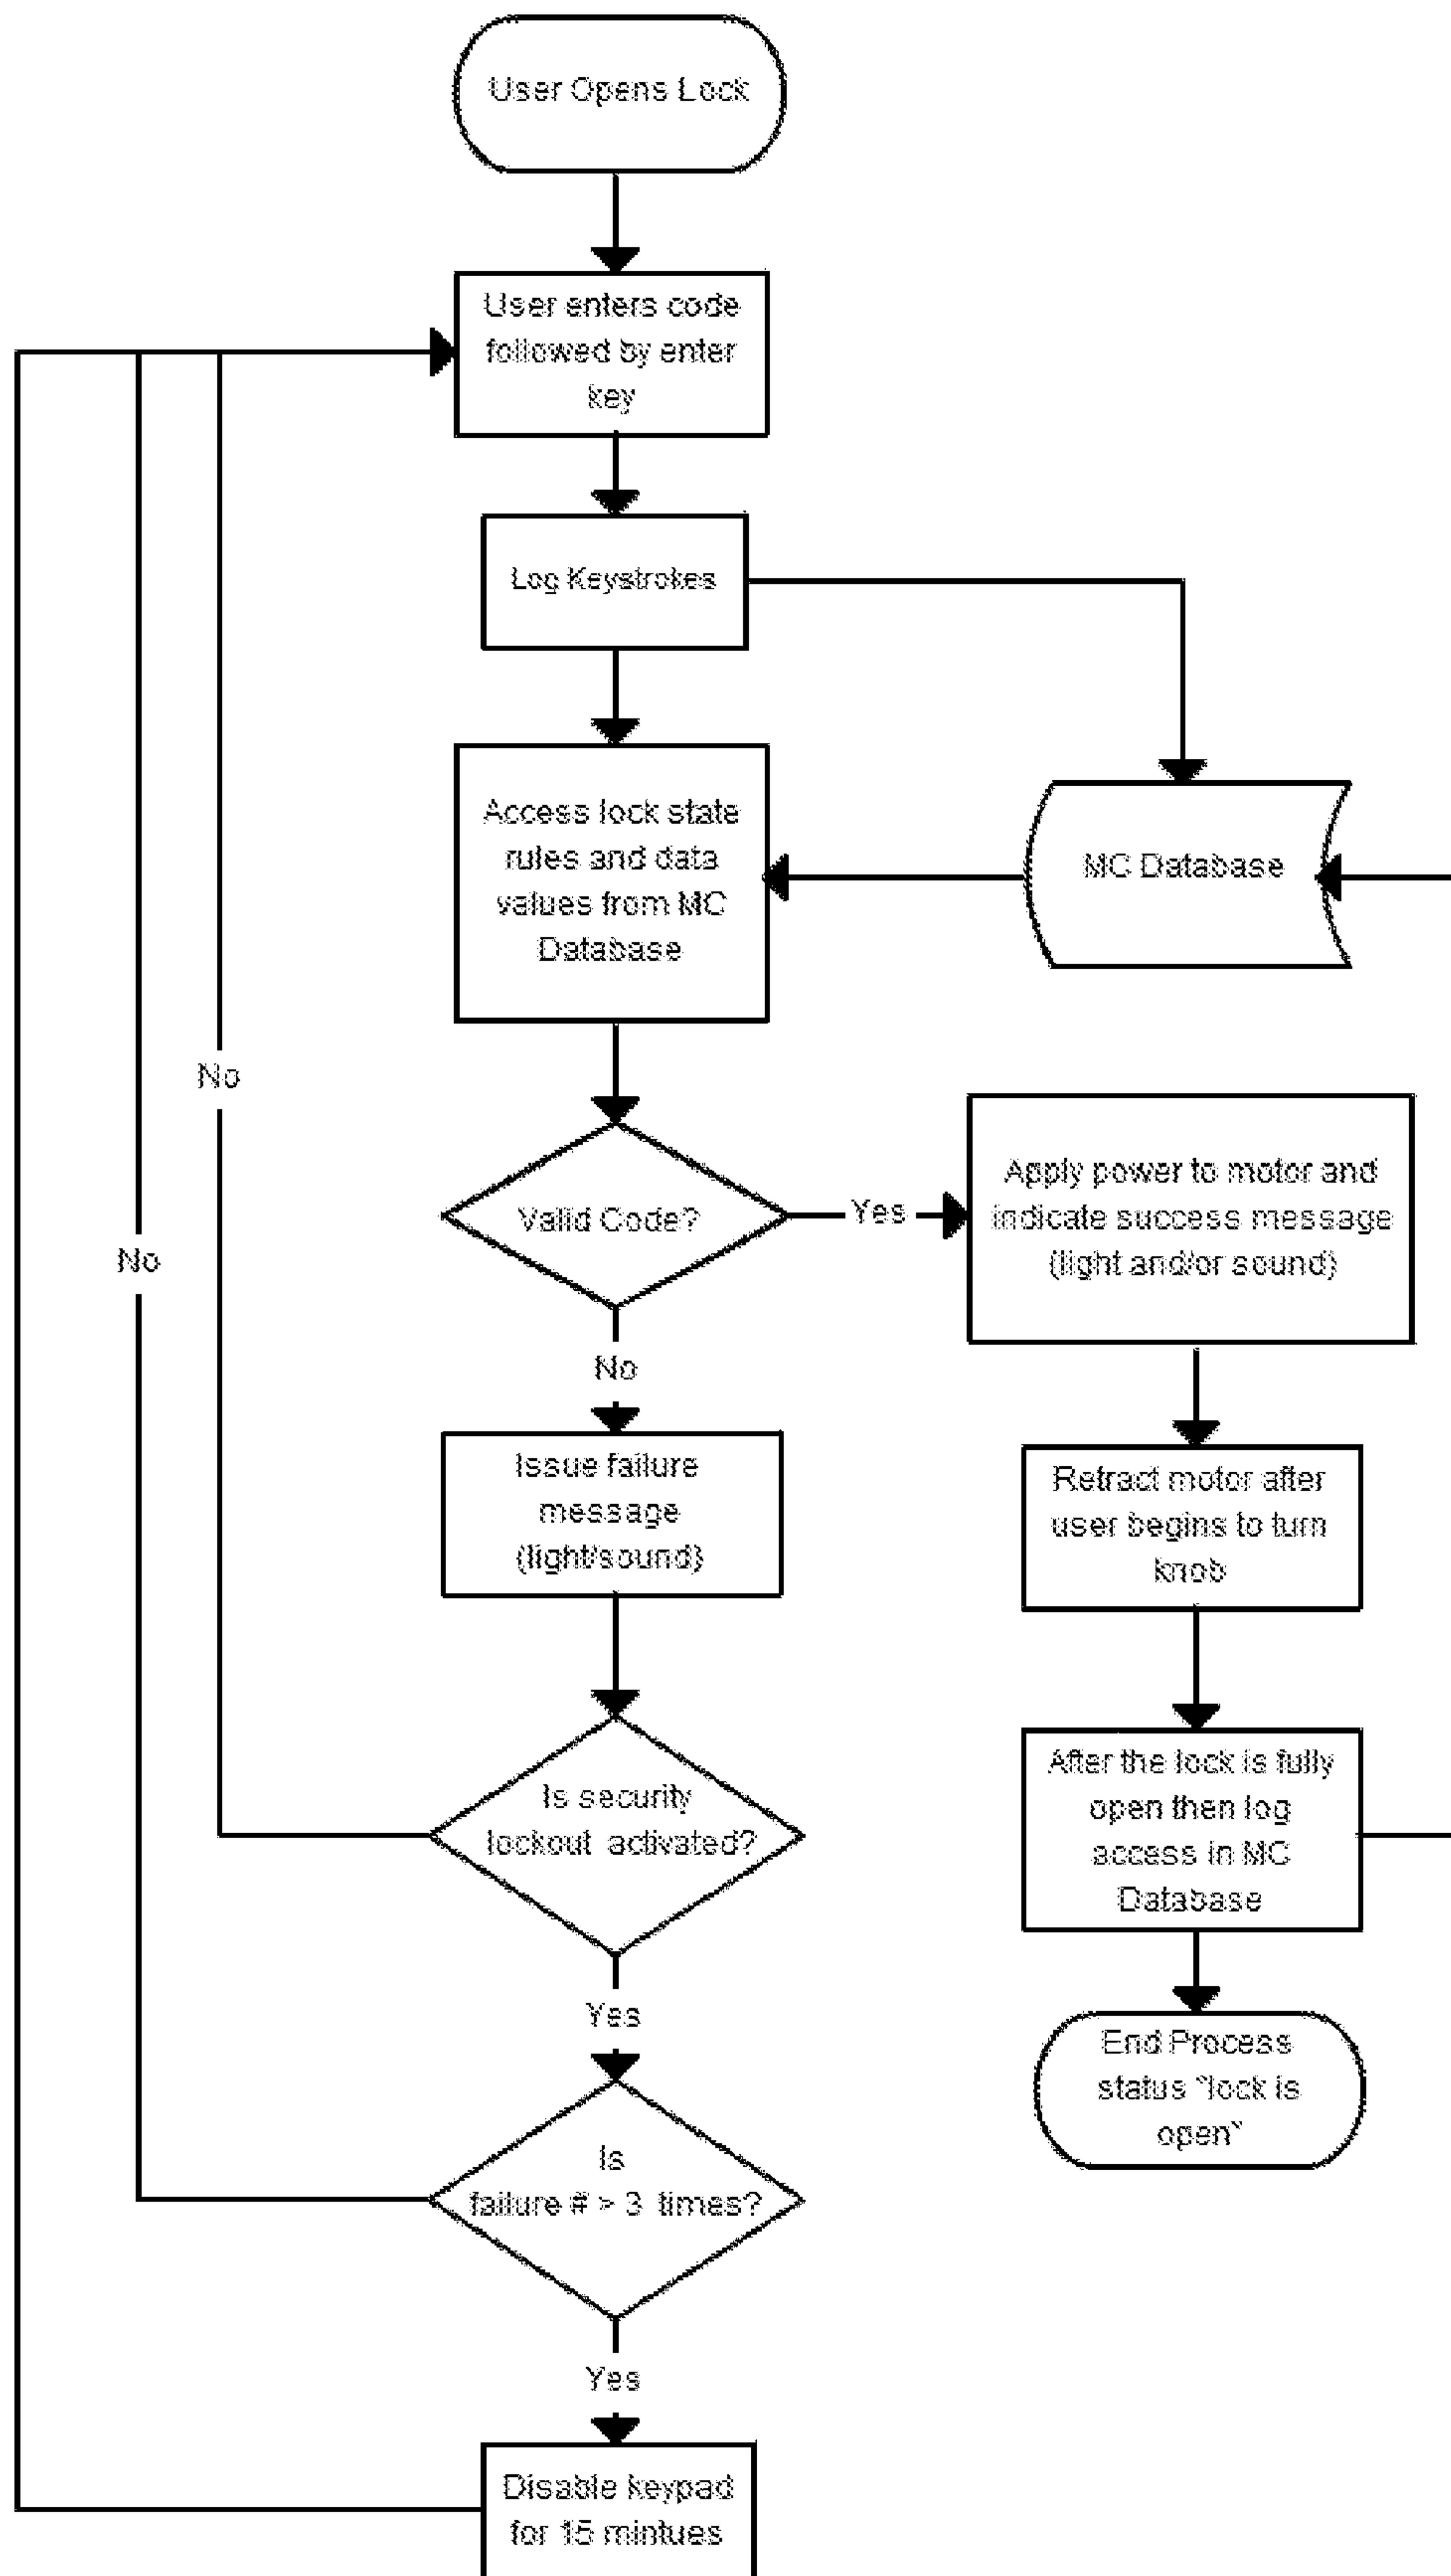 User Opens Lock
User enters code
followed by enter
key
Log Keystrokes
Access lock state
rules and data
values from MC
Database
MC Database
No
Valid Code?
Yes
Apply power to motor and
indicate success message
(light and/or sound)
No
No
Issue failure
message
(light/sound)
Retract motor after
user begins to turn
knob
Is security
lockout activated?
After the lock is fully
open then log
access in MC
Database
Yes
End Process
status "lock is
open"
Is
failure # > 3 times?
Yes
Disable keypad
for 15 mintues